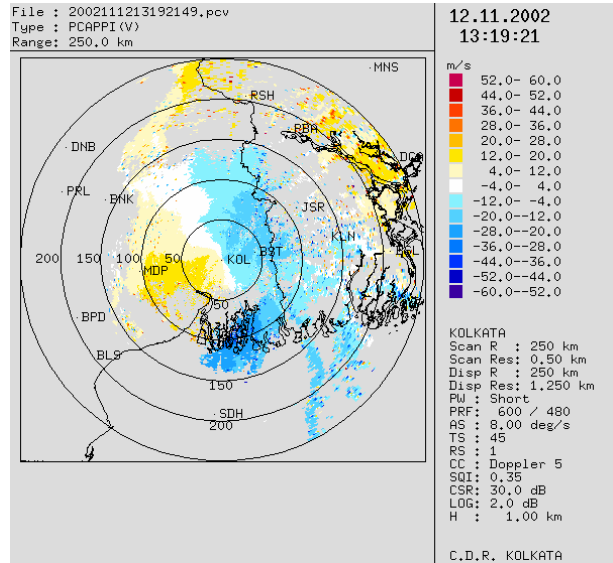 File : 2002111213192149.pcv
Type : PCAPPI(V)
Range: 250.0 km
12.11.2002
13:19:21
m/s
52.0- 60.0
44.0- 52.0
36.0- 44.0
28.0- 36.0
20.0- 28.0
12.0- 20.0
4.0- 12.0
-4.0- 4.0
-12.0--4.0
-20.0--12.0
-28.0--20.0
-36.0--28.0
-44.0--36.0
-52.0--44.0
-60.0--52.0
MNS
RSH
PBA
DNB
PRL
BNK
JSR
KLN
200 150 100 50
KOL
BST
MDP
50
BPD
BLS
150
SDH
200
KOLKATA
Scan R : 250 km
Scan Res: 0.50 km
Disp R : 250 km
Disp Res: 1.250 km
PW : Short
PRF: 600 / 480
AS : 8.00 deg/s
TS : 45
RS : 1
CC : Doppler 5
SQI: 0.35
CSR: 30.0 dB
LOG: 2.0 dB
H : 1.00 km
C.D.R. KOLKATA